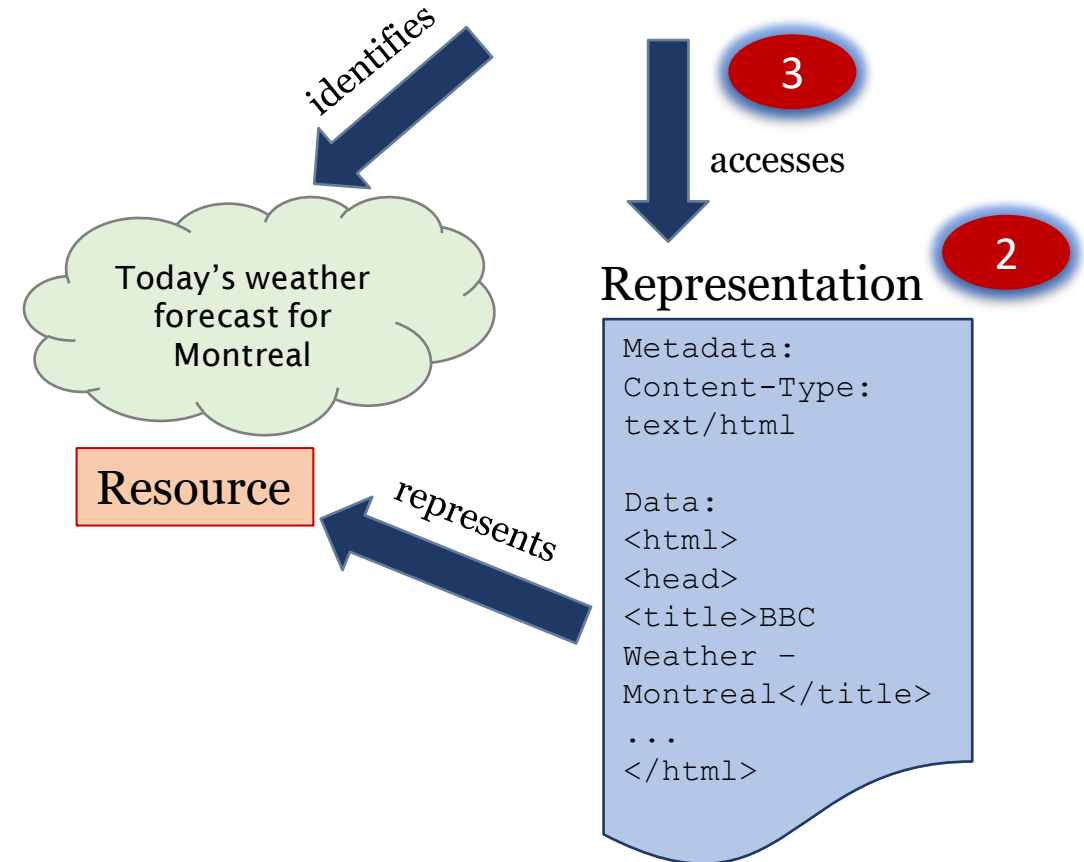 identifies
3
accesses
2
Today's weather
forecast for
Montreal
Resource
represents
Representation
Metadata:
Content-Type:
text/html
Data:
<html>
<head>
<title>BBC
Weather –
Montreal</title>
...
</html>